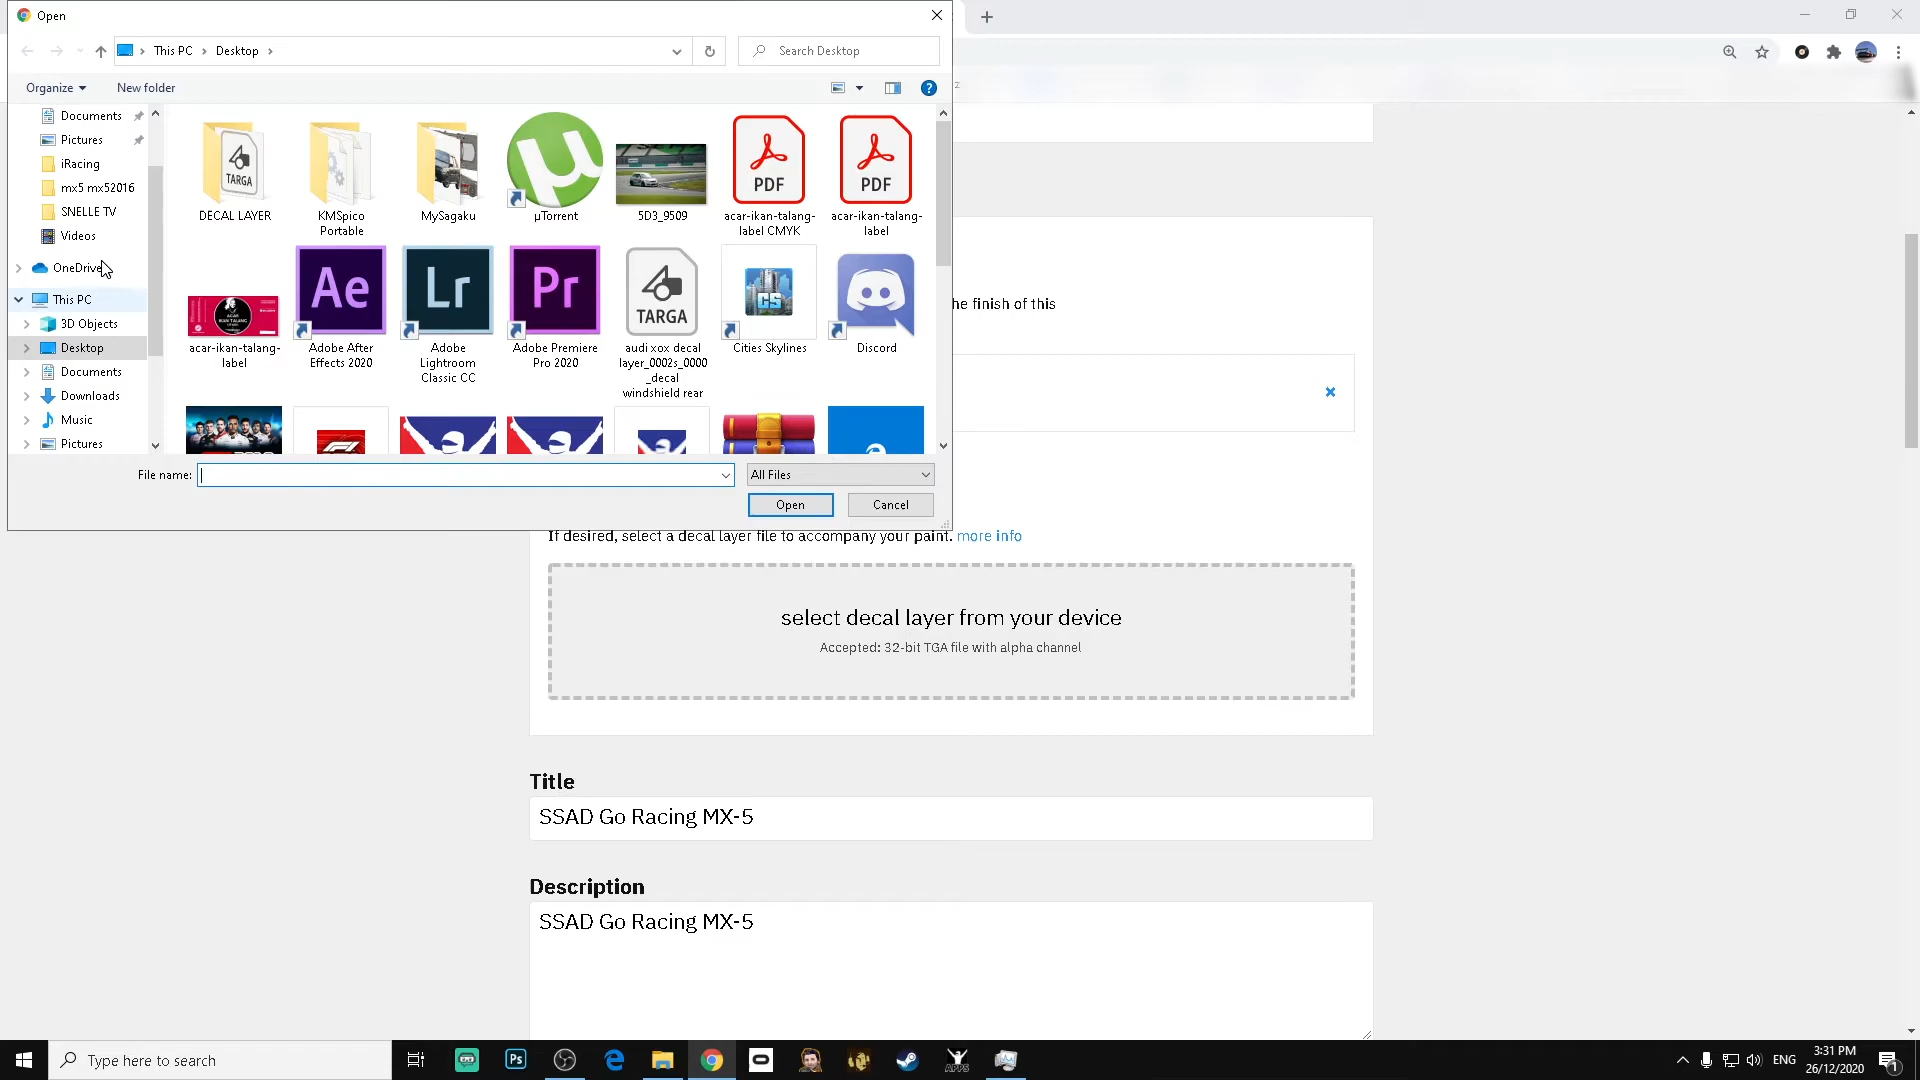 Open
This PC
Desktop
Search Desktop
Organize
New folder
Documents
Pictures
iRacing
mx5 mx52016
SNELLE TV
Videos
OneDrive
This PC
3D Objects
Desktop
Documents
Downloads
Music
Pictures
TARGA
DECAL LAYER
KMSpico
Portable
MySagaku
µ
µTorrent
5D3_9509
PDF
acar-ikan-talang-
label CMYK
PDF
acar-ikan-talang-
label
acar-ikan-talang-
label
Ae
Adobe After
Effects 2020
Lr
Adobe
Lightroom
Classic CC
Pr
Adobe Premiere
Pro 2020
TARGA
audi xox decal
layer_0002s_0000
_decal
windshield rear
CS
Cities Skylines
Discord
File name:
All Files
Open
Cancel
he finish of this
If desired, select a decal layer file to accompany your paint. more info
select decal layer from your device
Accepted: 32-bit TGA file with alpha channel
Title
SSAD Go Racing MX-5
Description
SSAD Go Racing MX-5
Type here to search
Ps
APPS
ENG
3:31 PM
26/12/2020
1